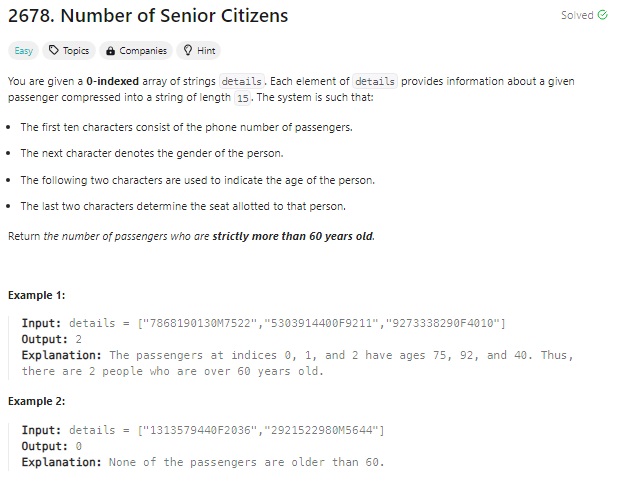 2678. Number of Senior Citizens
Solved
Easy Topics Companies Hint
You are given a 0-indexed array of strings details. Each element of details provides information about a given
passenger compressed into a string of length 15. The system is such that:
• The first ten characters consist of the phone number of passengers.
• The next character denotes the gender of the person.
• The following two characters are used to indicate the age of the person.
• The last two characters determine the seat allotted to that person.
Return the number of passengers who are strictly more than 60 years old.
Example 1:
Input: details = ["7868190130M7522","5303914400F9211","9273338290F4010"]
Output: 2
Explanation: The passengers at indices 0, 1, and 2 have ages 75, 92, and 40. Thus,
there are 2 people who are over 60 years old.
Example 2:
Input: details = ["1313579440F2036","2921522980M5644"]
Output: 0
Explanation: None of the passengers are older than 60.